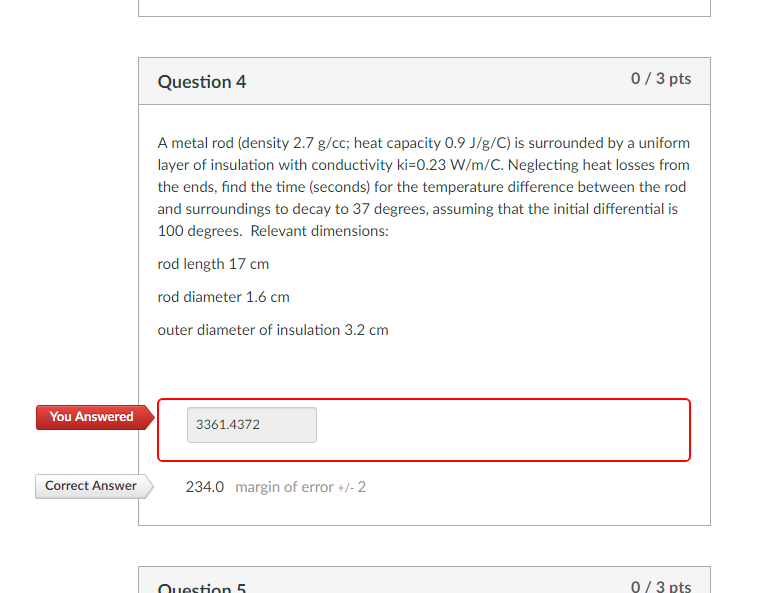 Question 4
0 / 3 pts
A metal rod (density 2.7 g/cc; heat capacity 0.9 J/g/C) is surrounded by a uniform
layer of insulation with conductivity ki=0.23 W/m/C. Neglecting heat losses from
the ends, find the time (seconds) for the temperature difference between the rod
and surroundings to decay to 37 degrees, assuming that the initial differential is
100 degrees.  Relevant dimensions:
rod length 17 cm
rod diameter 1.6 cm
outer diameter of insulation 3.2 cm
You Answered
3361.4372
Correct Answer
234.0 margin of error +/- 2
Question 5
0 / 3 pts